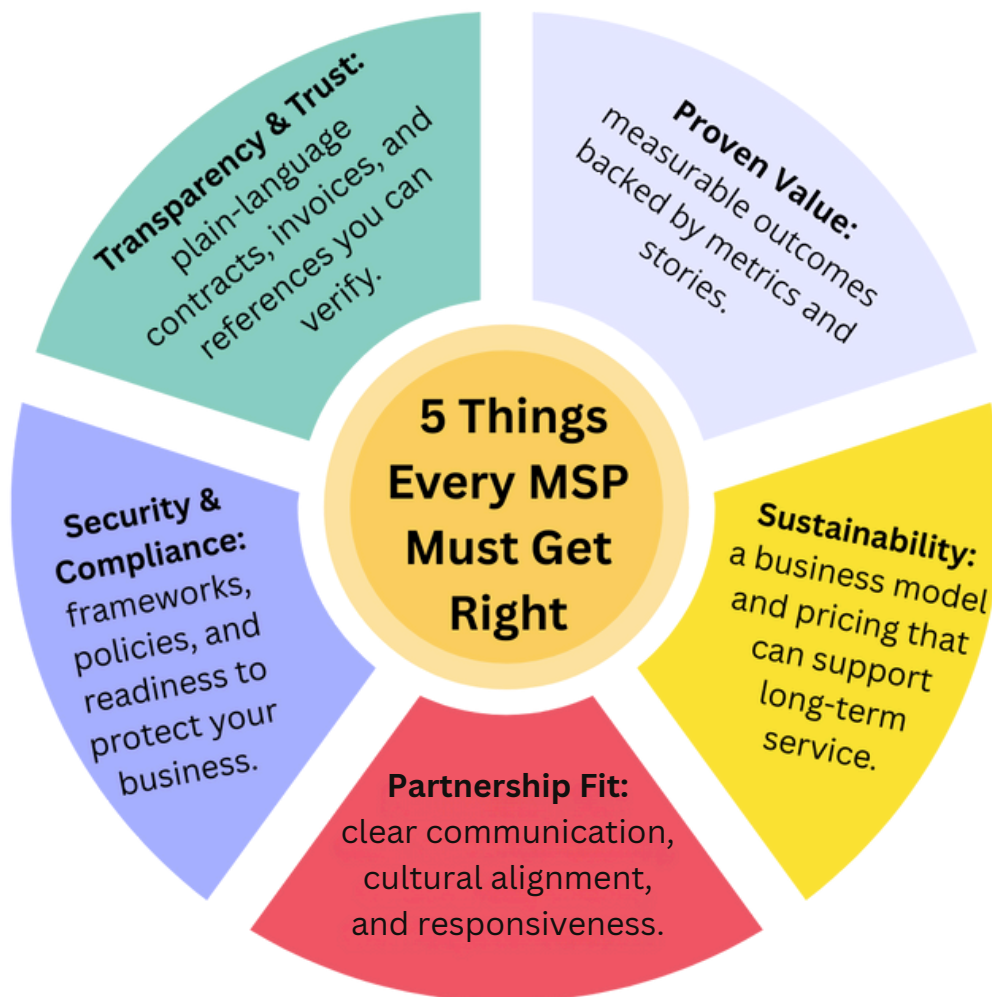 Transparency & Trust:
plain-language
contracts, invoices, and
references you can
verify.
Proven Value:
measurable outcomes
backed by metrics and
stories.
5 Things
Every MSP
Must Get
Right
Security &
Compliance:
frameworks,
policies, and
readiness to
protect your
business.
Sustainability:
a business model
and pricing that
can support
long-term
service.
Partnership Fit:
clear communication,
cultural alignment,
and responsiveness.